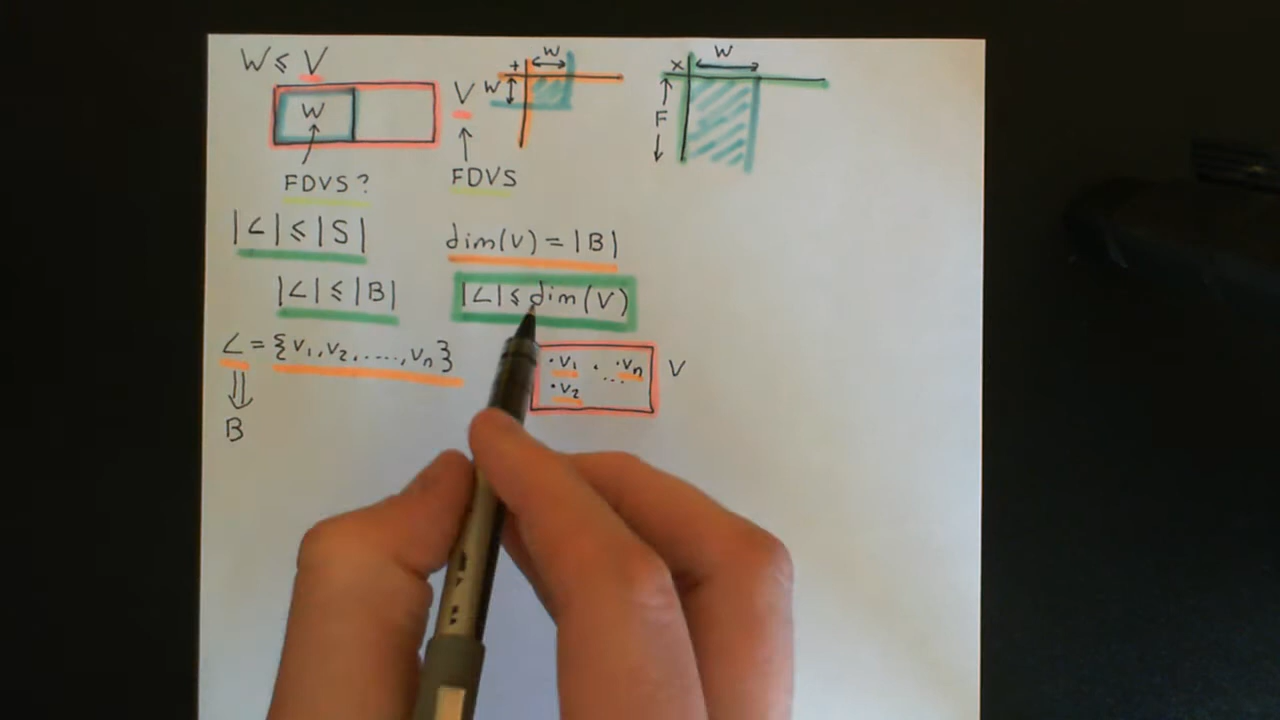 W ≤ V
W
V
FDVS?
FDVS
+
W
W
×
W
F
|L| ≤ |S|
dim(V) = |B|
|L| ≤ |B|
|L| ≤ dim(V)
L = {v₁, v₂, ....., vₙ}
B
·v₁ . ·vₙ
·v₂ ...
V